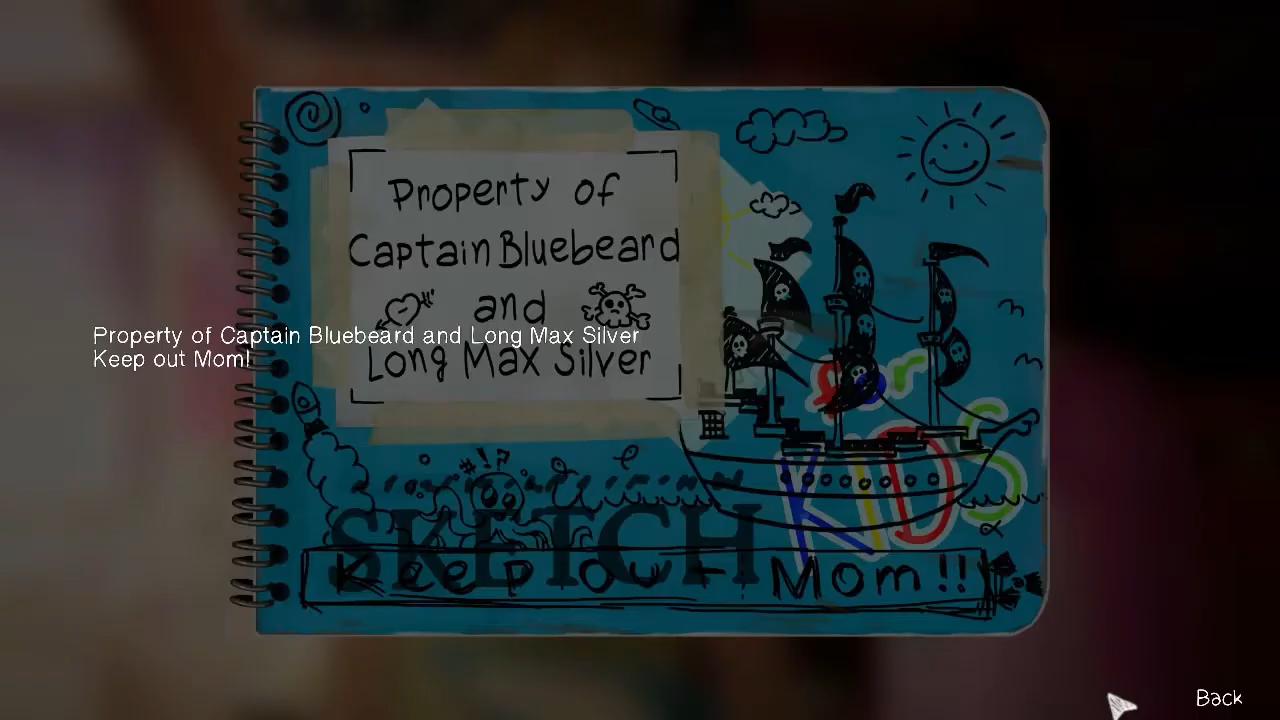 Property of
Captain Bluebeard
and
Long Max Silver
Property of Captain Bluebeard and Long Max Silver
Keep out Mom!
KIDS
SKETCH
Keep out Mom!!
Back